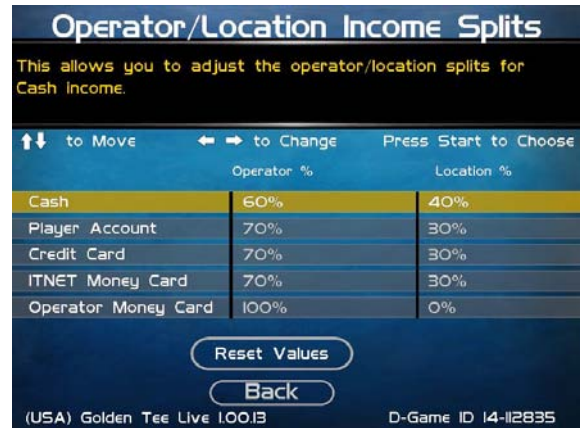 Operator/Location Income Splits
This allows you to adjust the operator/location splits for
Cash income.
⬆⬇ to Move ⬅ ➡ to Change Press Start to Choose
Operator % Location %
Cash 60% 40%
Player Account 70% 30%
Credit Card 70% 30%
ITNET Money Card 70% 30%
Operator Money Card 100% 0%
Reset Values
Back
(USA) Golden Tee Live 1.00.13 D-Game ID 14-112835